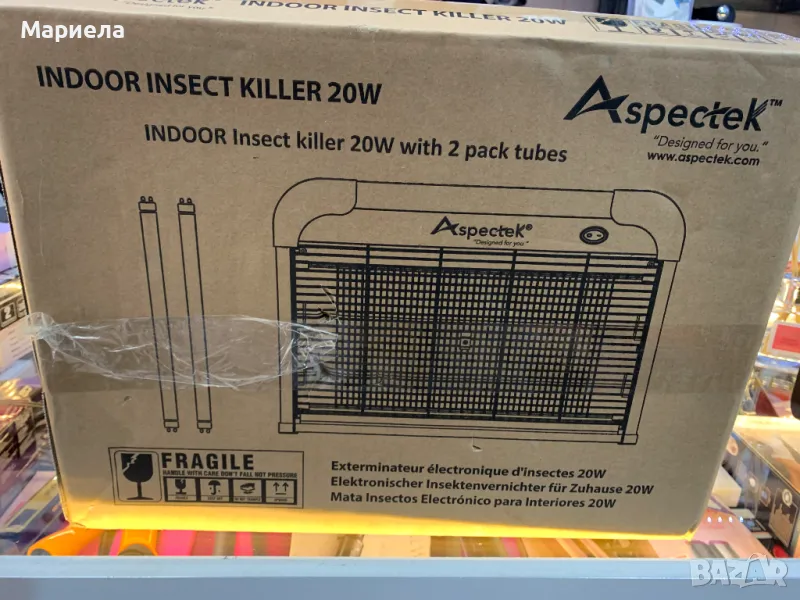 Мариела
INDOOR INSECT KILLER 20W
INDOOR INSECT KILLER 20W
Aspectek™
"Designed for you."
www.aspectek.com
INDOOR Insect killer 20W with 2 pack tubes
Aspectek®
"Designed for you."
FRAGILE
HANDLE WITH CARE DON'T FALL NOT PRESSURE
Exterminateur électronique d'insectes 20W
Elektronischer Insektenvernichter für Zuhause 20W
Mata Insectos Electrónico para Interiores 20W
BAZAR